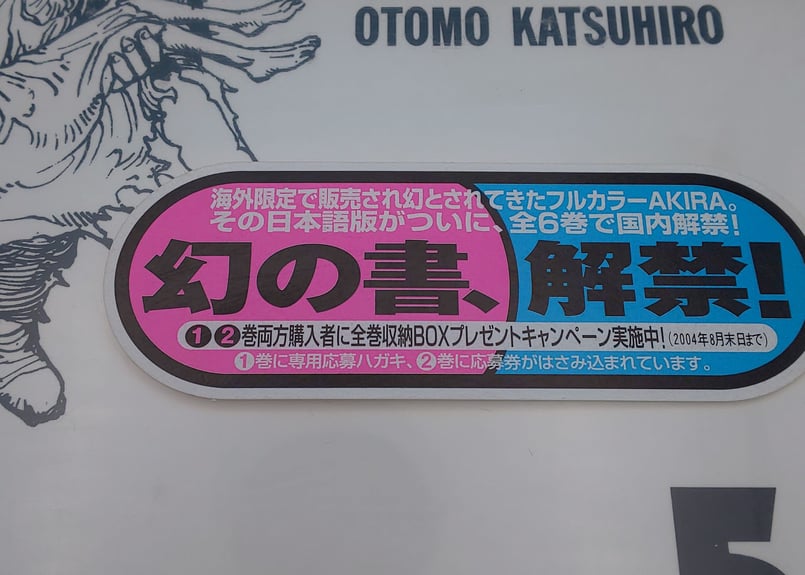 OTOMO KATSUHIRO
海外限定で販売され幻とされてきたフルカラーAKIRA。
その日本語版がついに、全6巻で国内解禁！
幻の書、解禁！
❶❷巻両方購入者に全巻収納BOXプレゼントキャンペーン実施中！(2004年8月末日まで)
①巻に専用応募ハガキ、②巻に応募券がはさみ込まれています。
5